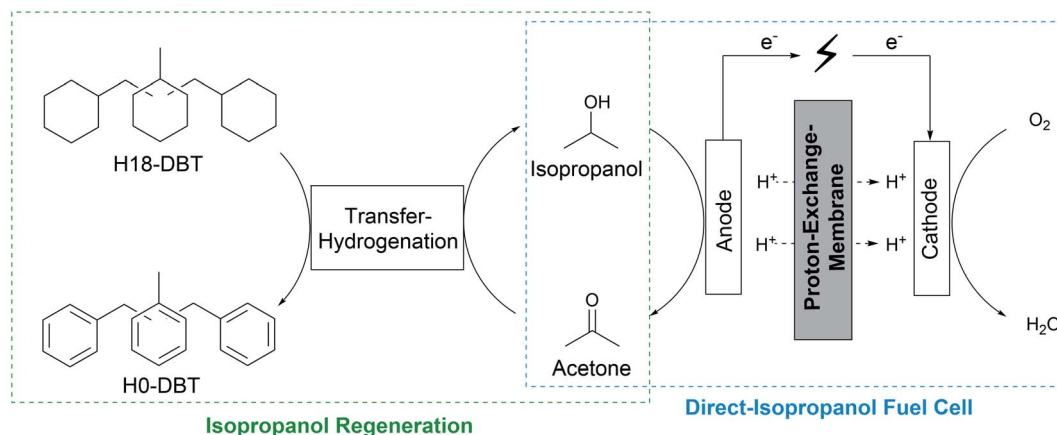 H18-DBT
H0-DBT
Transfer-
Hydrogenation
OH
Isopropanol
O
Acetone
Isopropanol Regeneration
e⁻
e⁻
Anode
H⁺
H⁺
Proton-Exchange-
Membrane
H⁺
H⁺
Cathode
O₂
H₂O
Direct-Isopropanol Fuel Cell